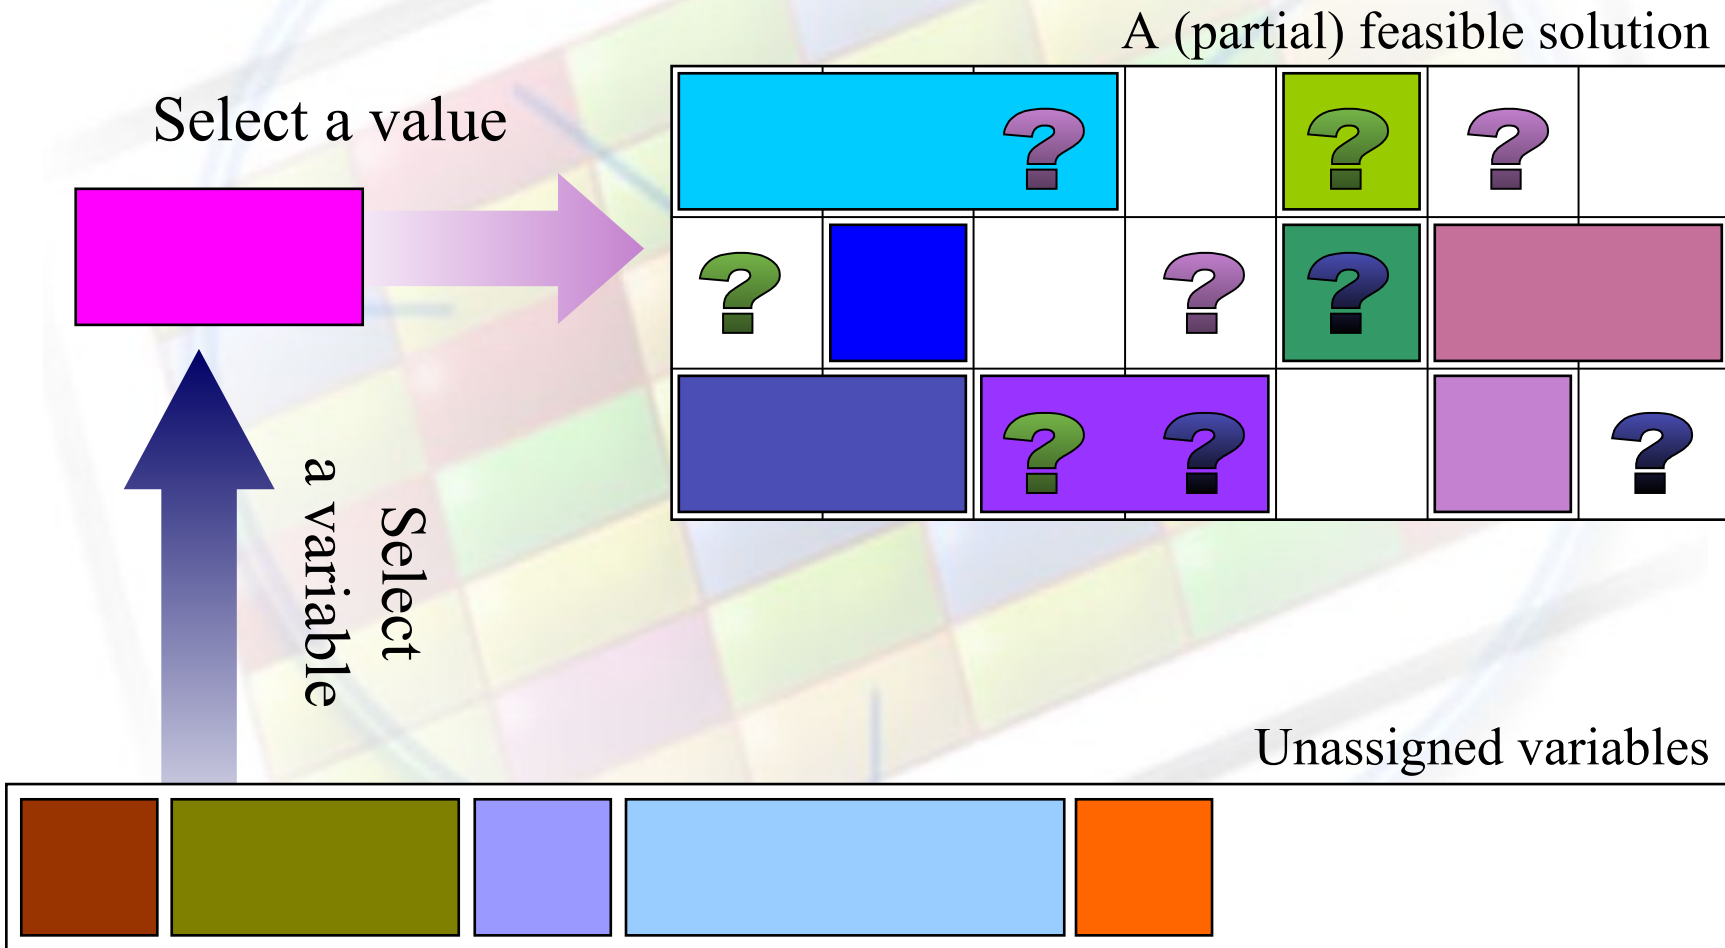 A (partial) feasible solution
Select a value
? ? ?
? ? ?
? ? ?
Select
a variable
Unassigned variables